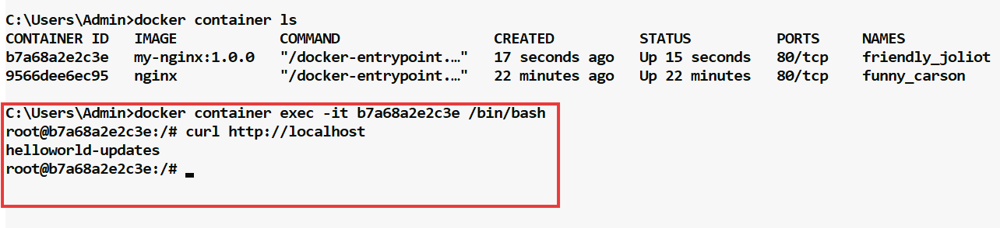 C:\Users\Admin>docker container ls
CONTAINER ID   IMAGE            COMMAND                  CREATED          STATUS          PORTS     NAMES
b7a68a2e2c3e   my-nginx:1.0.0   "/docker-entrypoint.…"   17 seconds ago   Up 15 seconds   80/tcp    friendly_joliot
9566dee6ec95   nginx            "/docker-entrypoint.…"   22 minutes ago   Up 22 minutes   80/tcp    funny_carson
C:\Users\Admin>docker container exec -it b7a68a2e2c3e /bin/bash
root@b7a68a2e2c3e:/# curl http://localhost
helloworld-updates
root@b7a68a2e2c3e:/#